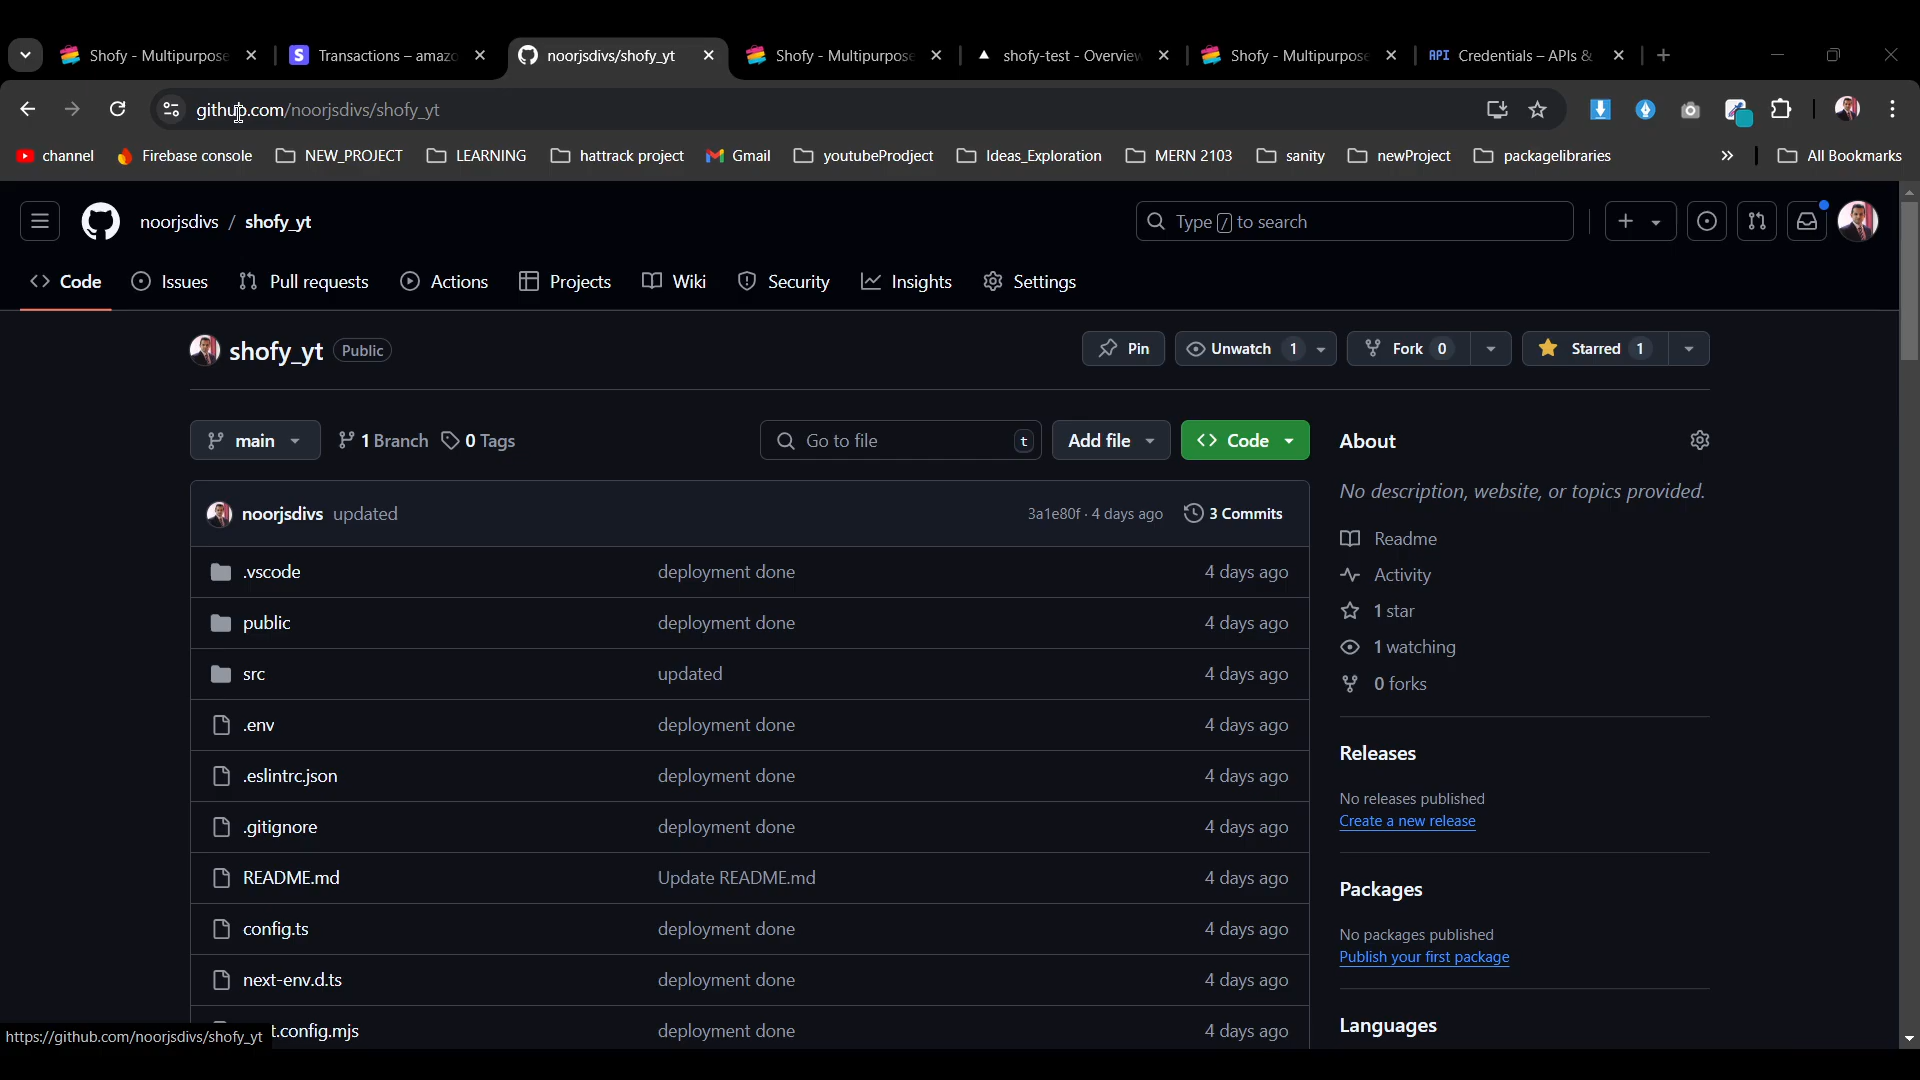 Shofy - Multipurpose
Transactions – amazo
noorjsdivs/shofy_yt
Shofy - Multipurpose
shofy-test - Overview
Shofy - Multipurpose
API Credentials – APIs &
github.com/noorjsdivs/shofy_yt
channel
Firebase console
NEW_PROJECT
LEARNING
hattrack project
Gmail
youtubeProdject
Ideas_Exploration
MERN 2103
sanity
newProject
packagelibraries
All Bookmarks
noorjsdivs / shofy_yt
Type / to search
Code
Issues
Pull requests
Actions
Projects
Wiki
Security
Insights
Settings
shofy_yt Public
Pin
Unwatch 1
Fork 0
Starred 1
main
1 Branch
0 Tags
Go to file t
Add file
Code
noorjsdivs updated 3a1e80f · 4 days ago 3 Commits
.vscode deployment done 4 days ago
public deployment done 4 days ago
src updated 4 days ago
.env deployment done 4 days ago
.eslintrc.json deployment done 4 days ago
.gitignore deployment done 4 days ago
README.md Update README.md 4 days ago
config.ts deployment done 4 days ago
next-env.d.ts deployment done 4 days ago
t.config.mjs deployment done 4 days ago
About
No description, website, or topics provided.
Readme
Activity
1 star
1 watching
0 forks
Releases
No releases published
Create a new release
Packages
No packages published
Publish your first package
Languages
https://github.com/noorjsdivs/shofy_yt